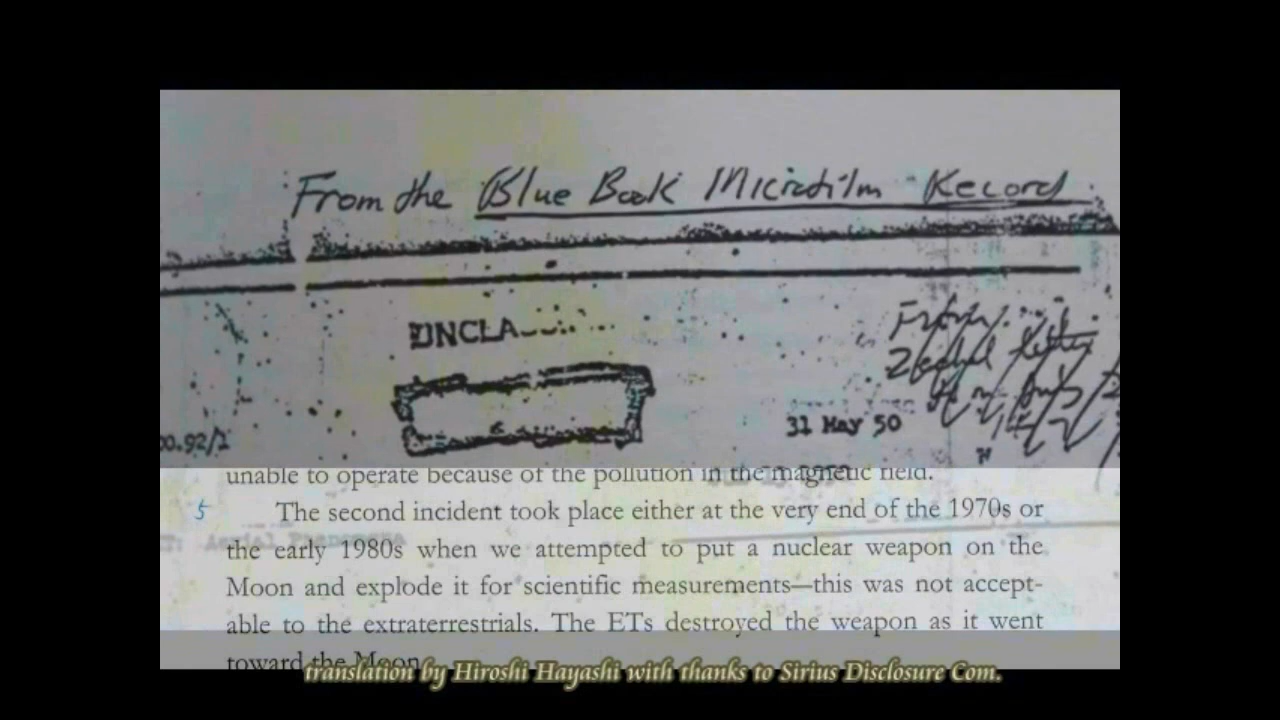 From the Blue Book Microfilm Record
UNCLA
31 May 50
00.92/1
unable to operate because of the pollution in the magnetic field.
5
The second incident took place either at the very end of the 1970s or
the early 1980s when we attempted to put a nuclear weapon on the
Moon and explode it for scientific measurements—this was not accept-
able to the extraterrestrials. The ETs destroyed the weapon as it went
toward the Moon
translation by Hiroshi Hayashi with thanks to Sirius Disclosure Com.